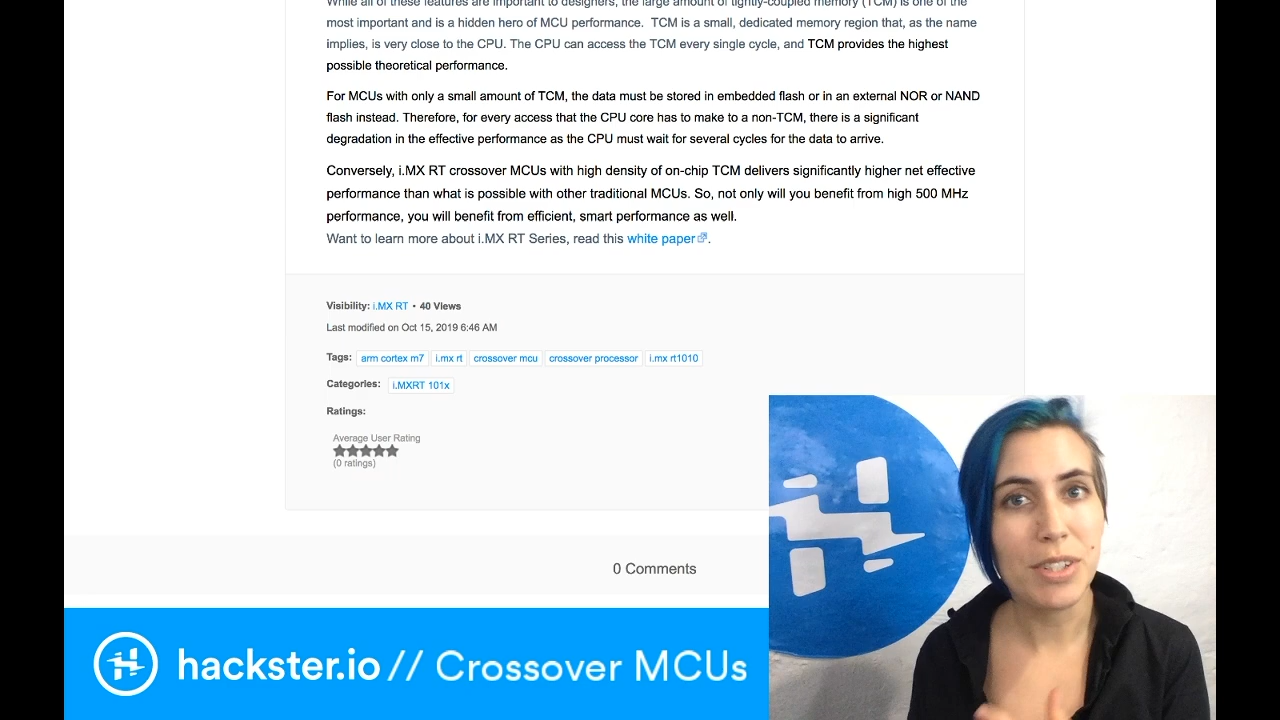 While all of these features are important to designers, the large amount of tightly-coupled memory (TCM) is one of the
most important and is a hidden hero of MCU performance. TCM is a small, dedicated memory region that, as the name
implies, is very close to the CPU. The CPU can access the TCM every single cycle, and TCM provides the highest
possible theoretical performance.
For MCUs with only a small amount of TCM, the data must be stored in embedded flash or in an external NOR or NAND
flash instead. Therefore, for every access that the CPU core has to make to a non-TCM, there is a significant
degradation in the effective performance as the CPU must wait for several cycles for the data to arrive.
Conversely, i.MX RT crossover MCUs with high density of on-chip TCM delivers significantly higher net effective
performance than what is possible with other traditional MCUs. So, not only will you benefit from high 500 MHz
performance, you will benefit from efficient, smart performance as well.
Want to learn more about i.MX RT Series, read this white paper.
Visibility: i.MX RT • 40 Views
Last modified on Oct 15, 2019 6:46 AM
Tags: arm cortex m7 i.mx rt crossover mcu crossover processor i.mx rt1010
Categories: i.MXRT 101x
Ratings:
Average User Rating
(0 ratings)
0 Comments
hackster.io // Crossover MCUs